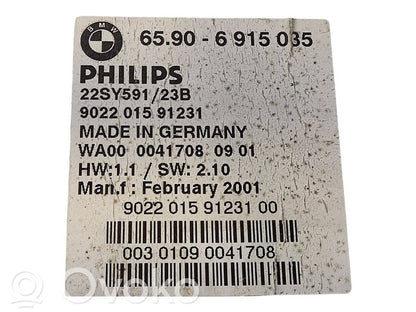 BMW
65.90 - 6 915 035
PHILIPS
22SY591/23B
9022 015 91231
MADE IN GERMANY
WA00 0041708 09 01
HW:1.1 / SW: 2.10
Man.f : February 2001
9022 015 91231 00
003 0109 0041708
© Ovoko
Ovoko